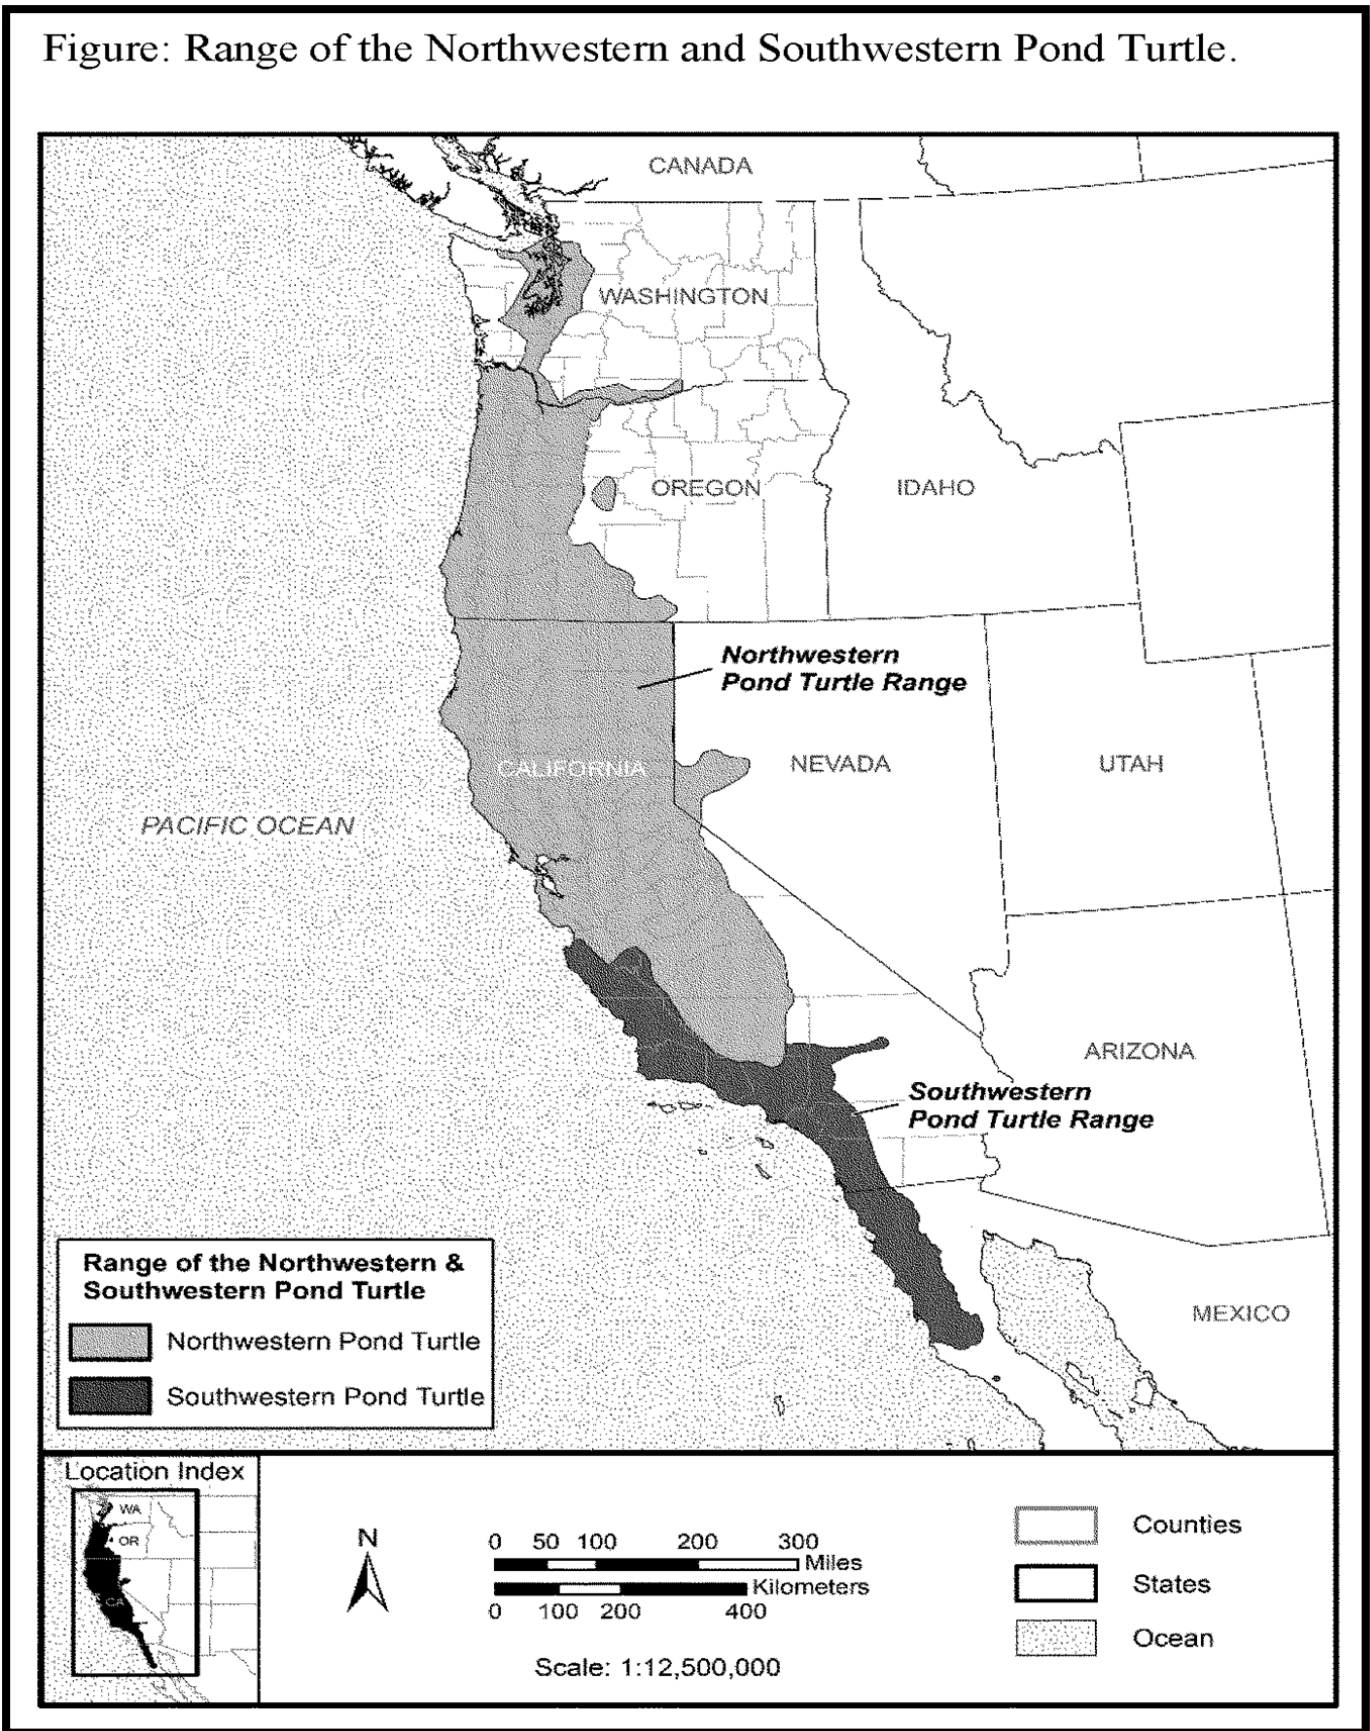 Figure: Range of the Northwestern and Southwestern Pond Turtle.
CANADA
WASHINGTON
OREGON
IDAHO
Northwestern
Pond Turtle Range
CALIFORNIA
NEVADA
UTAH
PACIFIC OCEAN
ARIZONA
Southwestern
Pond Turtle Range
MEXICO
Range of the Northwestern &
Southwestern Pond Turtle
Northwestern Pond Turtle
Southwestern Pond Turtle
Location Index
WA
OR
CA
N
0 50 100 200 300
Miles
Kilometers
0 100 200 400
Scale: 1:12,500,000
Counties
States
Ocean